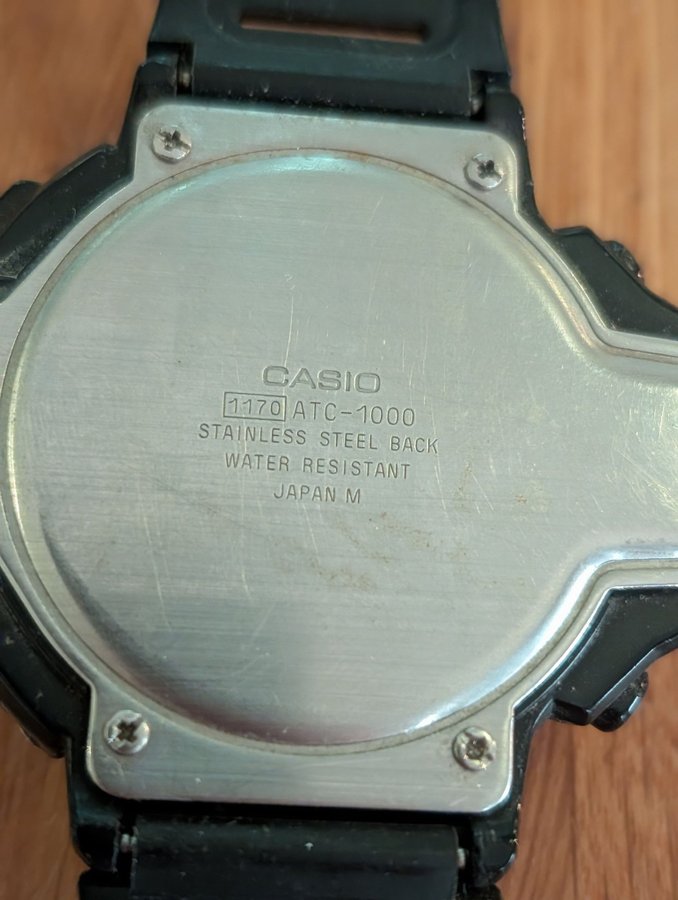 CASIO
1170 ATC-1000
STAINLESS STEEL BACK
WATER RESISTANT
JAPAN M